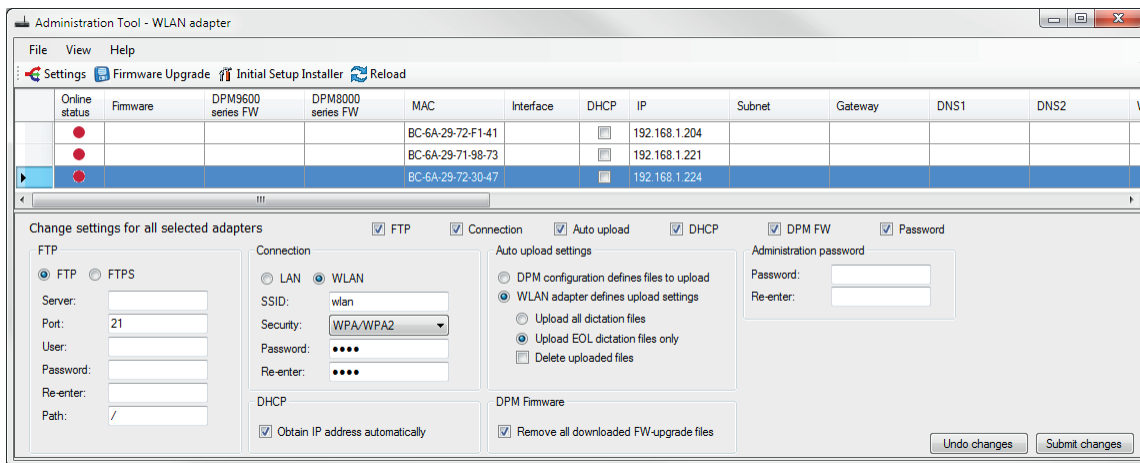 Administration Tool - WLAN adapter
File View Help
Settings Firmware Upgrade Initial Setup Installer Reload
Online status Firmware DPM9600 series FW DPM8000 series FW MAC Interface DHCP IP Subnet Gateway DNS1 DNS2
BC-6A-29-72-F1-41 192.168.1.204
BC-6A-29-71-98-73 192.168.1.221
BC-6A-29-72-30-47 192.168.1.224
Change settings for all selected adapters FTP Connection Auto upload DHCP DPM FW Password
FTP
FTP FTPS
Server:
Port: 21
User:
Password:
Re-enter:
Path: /
Connection
LAN WLAN
SSID: wlan
Security: WPA/WPA2
Password: ●●●●
Re-enter: ●●●●
DHCP
Obtain IP address automatically
Auto upload settings
DPM configuration defines files to upload
WLAN adapter defines upload settings
Upload all dictation files
Upload EOL dictation files only
Delete uploaded files
DPM Firmware
Remove all downloaded FW-upgrade files
Administration password
Password:
Re-enter:
Undo changes Submit changes